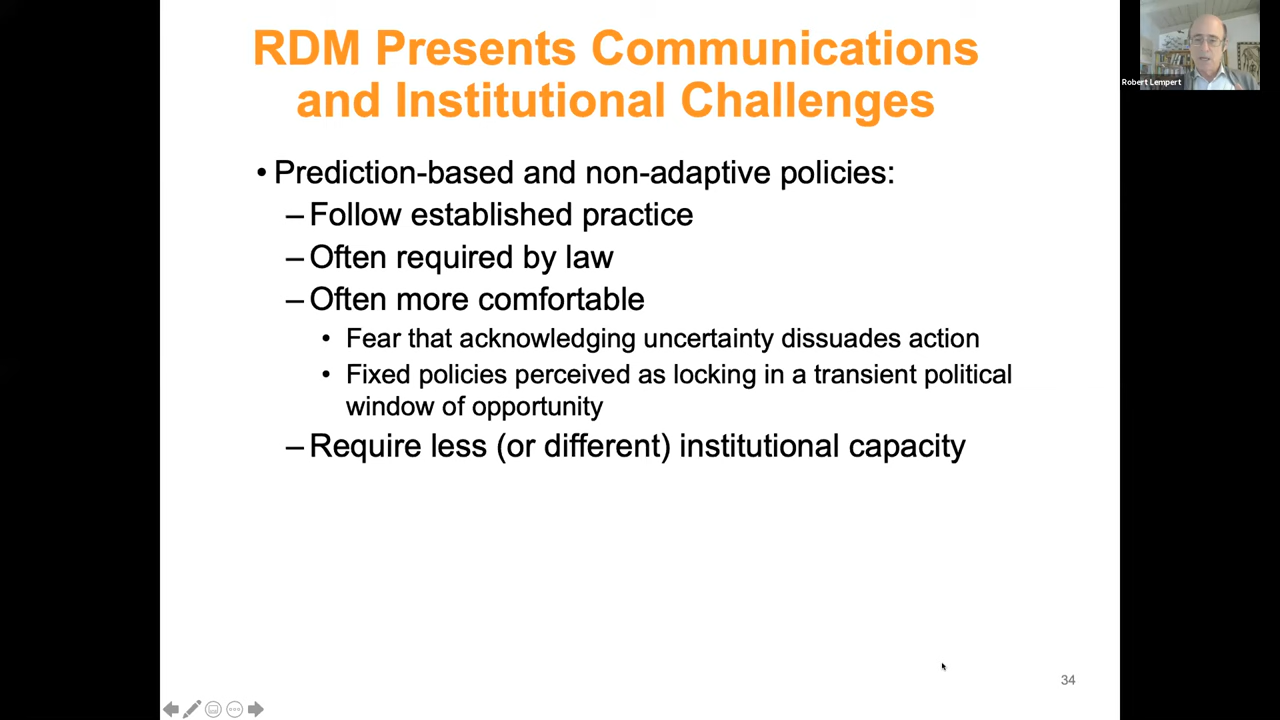 RDM Presents Communications
and Institutional Challenges
• Prediction-based and non-adaptive policies:
– Follow established practice
– Often required by law
– Often more comfortable
• Fear that acknowledging uncertainty dissuades action
• Fixed policies perceived as locking in a transient political
window of opportunity
– Require less (or different) institutional capacity
34
Robert Lempert